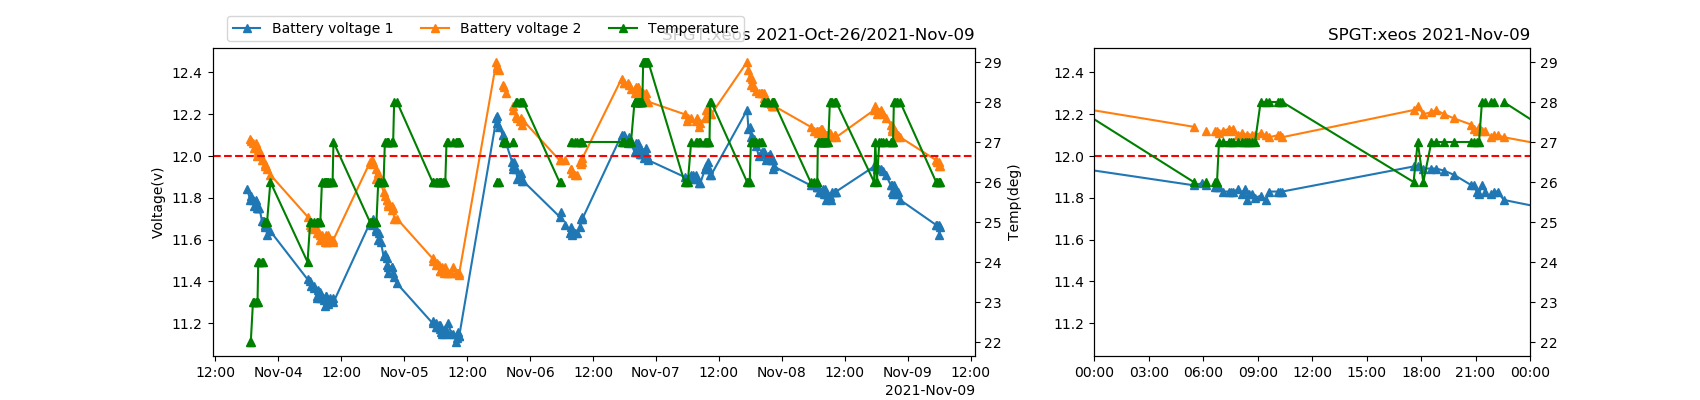 Battery voltage 1 Battery voltage 2 Temperature
SPGT:xeos 2021-Oct-26/2021-Nov-09
SPGT:xeos 2021-Nov-09
12.4 29 12.4 29
12.2 28 12.2 28
12.0 27 12.0 27
11.8 26 11.8 26
11.6 25 11.6 25
11.4 24 11.4 24
11.2 23 11.2 23
22 22
Voltage(v)
Temp(deg)
12:00 Nov-04 12:00 Nov-05 12:00 Nov-06 12:00 Nov-07 12:00 Nov-08 12:00 Nov-09 12:00
2021-Nov-09
00:00 03:00 06:00 09:00 12:00 15:00 18:00 21:00 00:00